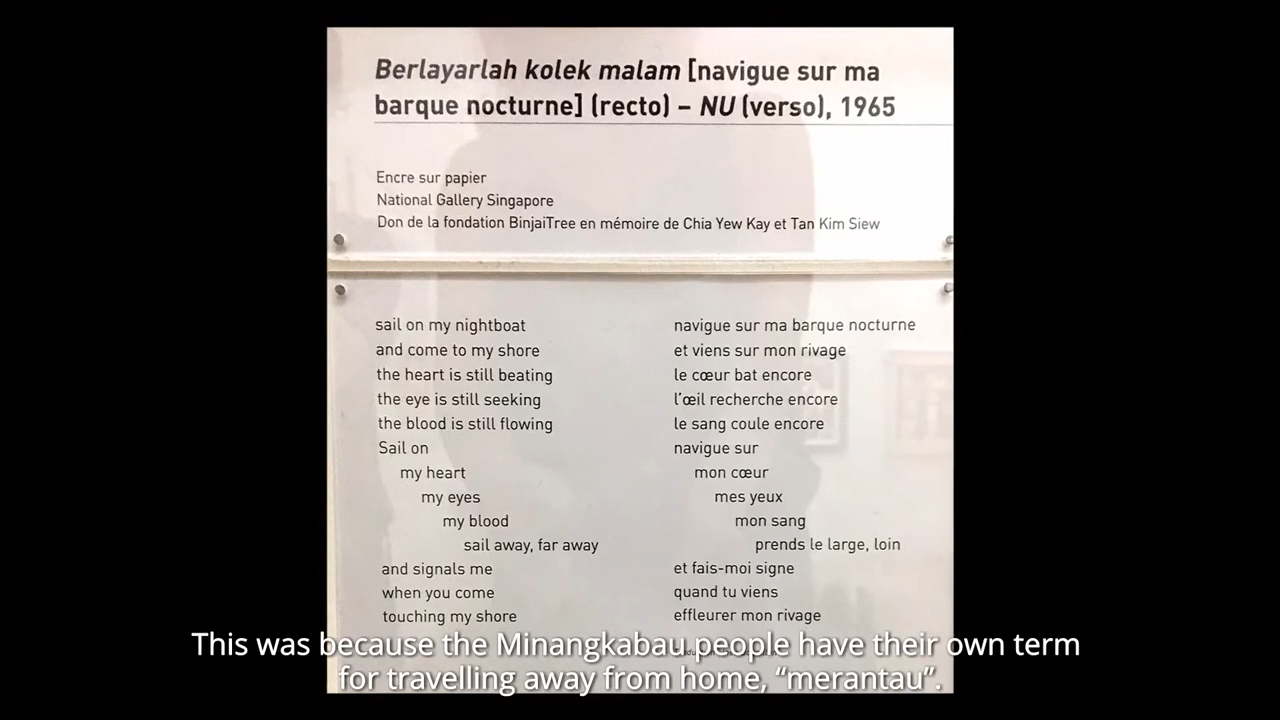 Berlayarlah kolek malam [navigue sur ma
barque nocturne] (recto) – NU (verso), 1965
Encre sur papier
National Gallery Singapore
Don de la fondation BinjaiTree en mémoire de Chia Yew Kay et Tan Kim Siew
sail on my nightboat
and come to my shore
the heart is still beating
the eye is still seeking
the blood is still flowing
Sail on
my heart
my eyes
my blood
sail away, far away
and signals me
when you come
touching my shore
navigue sur ma barque nocturne
et viens sur mon rivage
le cœur bat encore
l'œil recherche encore
le sang coule encore
navigue sur
mon cœur
mes yeux
mon sang
prends le large, loin
et fais-moi signe
quand tu viens
effleurer mon rivage
This was because the Minangkabau people have their own term
for travelling away from home, “merantau”.